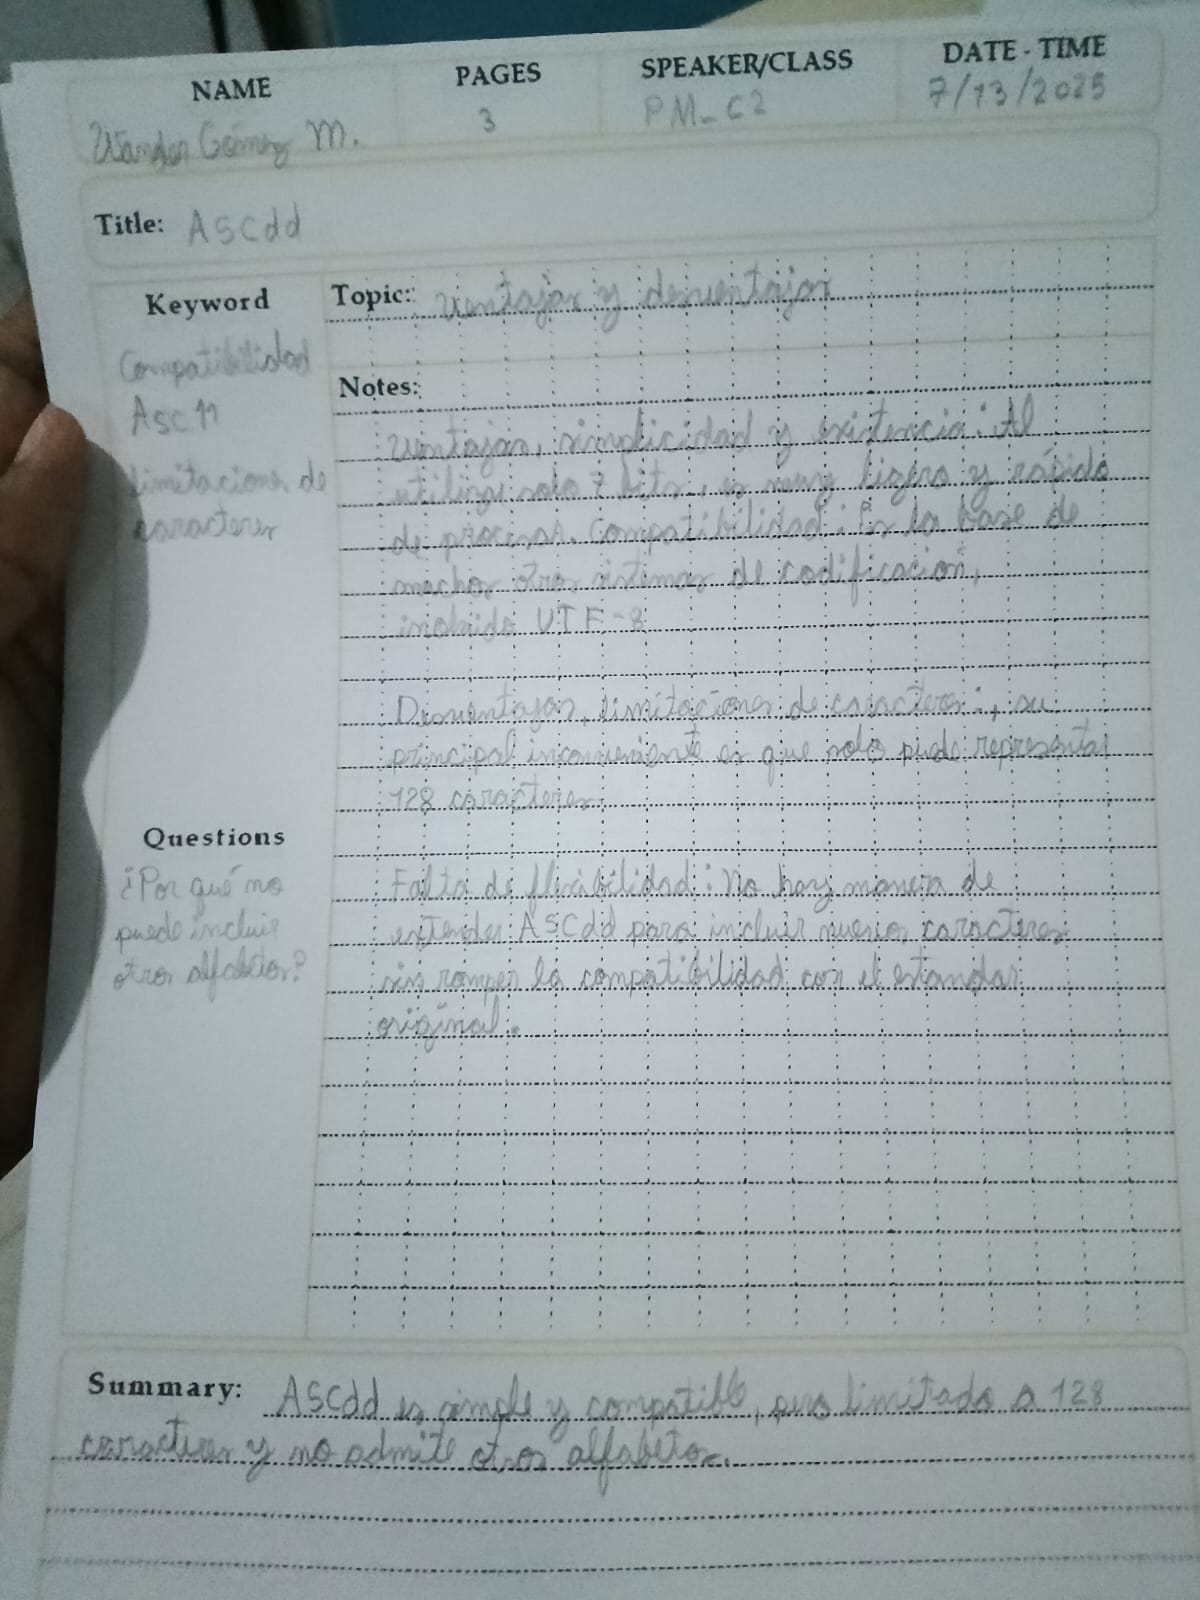 NAME PAGES SPEAKER/CLASS DATE - TIME
Wander Gómez M. 3 PM-C2 7/13/2025
Title: ASCdd
Keyword
Compatibilidad
Asc11
limitaciones de
caracteres
Topic: ventajas y desventajas
Notes:
ventajas, simplicidad y existencia: Al
utilizar solo 7 bits, es muy ligero y rápido
de procesar. Compatibilidad: Es la base de
muchos otros sistemas de codificación,
incluido UTF-8
Desventajas, limitaciones de caracteres:, su
principal inconveniente es que solo puede representar
128 caracteres.
Questions
¿Por qué no
puede incluir
otros alfabetos?
Falta de flexibilidad: No hay manera de
extender ASCdd para incluir nuevos caracteres
sin romper la compatibilidad con el estandar
original.
Summary: ASCdd es simple y compatible, pero limitado a 128
caracteres y no admite otros alfabetos.